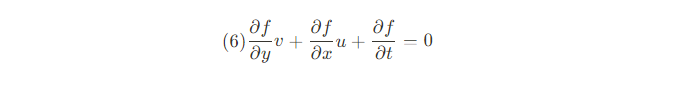 (6) ∂f/∂y v + ∂f/∂x u + ∂f/∂t = 0